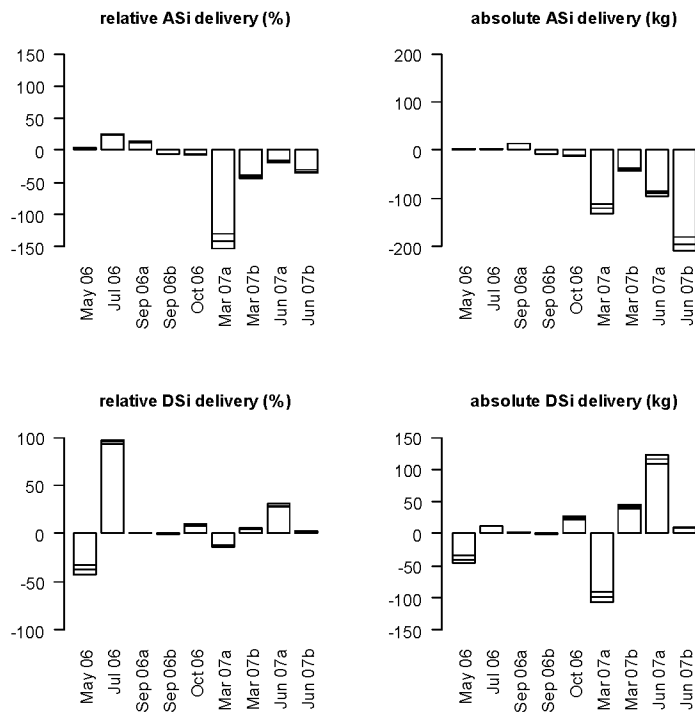 relative ASi delivery (%)
150
100
50
0
-50
-100
-150
May 06
Jul 06
Sep 06a
Sep 06b
Oct 06
Mar 07a
Mar 07b
Jun 07a
Jun 07b
absolute ASi delivery (kg)
200
100
0
-100
-200
May 06
Jul 06
Sep 06a
Sep 06b
Oct 06
Mar 07a
Mar 07b
Jun 07a
Jun 07b
relative DSi delivery (%)
100
50
0
-50
-100
May 06
Jul 06
Sep 06a
Sep 06b
Oct 06
Mar 07a
Mar 07b
Jun 07a
Jun 07b
absolute DSi delivery (kg)
150
100
50
0
-50
-100
-150
May 06
Jul 06
Sep 06a
Sep 06b
Oct 06
Mar 07a
Mar 07b
Jun 07a
Jun 07b